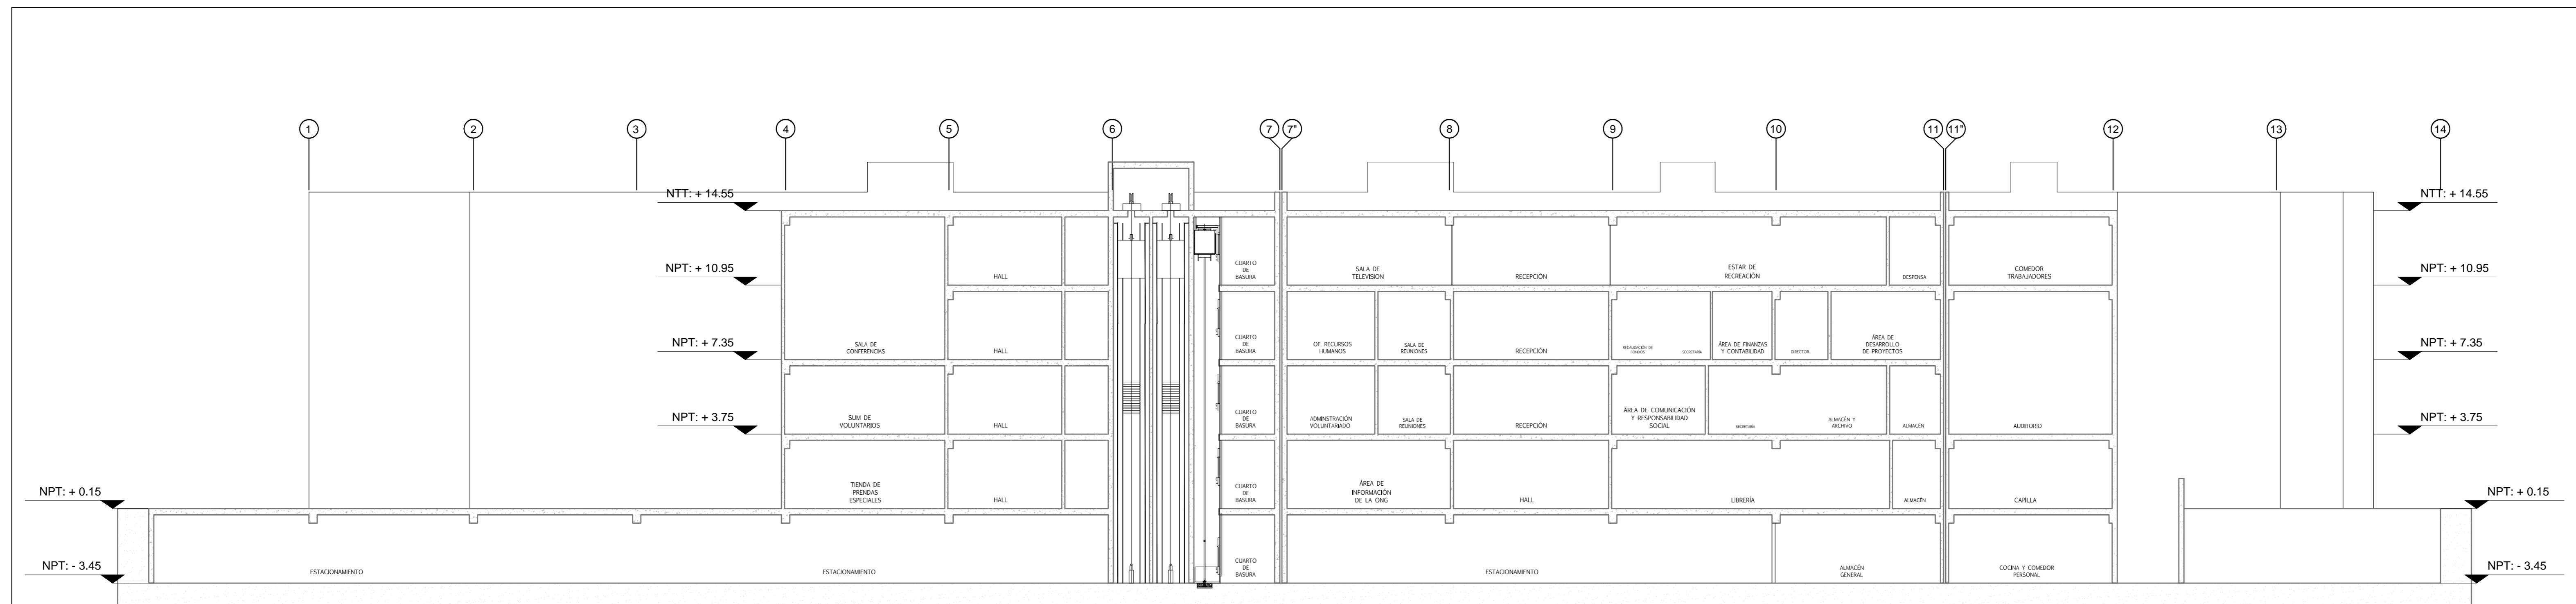 1
2
3
4
5
6
7
7"
8
9
10
11
11"
12
13
14
NTT: + 14.55
NTT: + 14.55
NPT: + 10.95
HALL
CUARTO
DE
BASURA
SALA DE
TELEVISION
RECEPCIÓN
ESTAR DE
RECREACIÓN
DESPENSA
COMEDOR
TRABAJADORES
NPT: + 10.95
NPT: + 7.35
SALA DE
CONFERENCIAS
HALL
CUARTO
DE
BASURA
OF. RECURSOS
HUMANOS
SALA DE
REUNIONES
RECEPCIÓN
RECAUDACIÓN DE
FONDOS
SECRETARIA
ÁREA DE FINANZAS
Y CONTABILIDAD
DIRECTOR
ÁREA DE
DESARROLLO
DE PROYECTOS
NPT: + 7.35
NPT: + 3.75
SUM DE
VOLUNTARIOS
HALL
CUARTO
DE
BASURA
ADMINSTRACIÓN
VOLUNTARIADO
SALA DE
REUNIONES
RECEPCIÓN
ÁREA DE COMUNICACIÓN
Y RESPONSABILIDAD
SOCIAL
SECRETARÍA
ALMACÉN Y
ARCHIVO
ALMACÉN
AUDITORIO
NPT: + 3.75
NPT: + 0.15
TIENDA DE
PRENDAS
ESPECIALES
HALL
CUARTO
DE
BASURA
ÁREA DE
INFORMACIÓN
DE LA ONG
HALL
LIBRERÍA
ALMACÉN
CAPILLA
NPT: + 0.15
NPT: - 3.45
ESTACIONAMIENTO
ESTACIONAMIENTO
CUARTO
DE
BASURA
ESTACIONAMIENTO
ALMACÉN
GENERAL
COCINA Y COMEDOR
PERSONAL
NPT: - 3.45